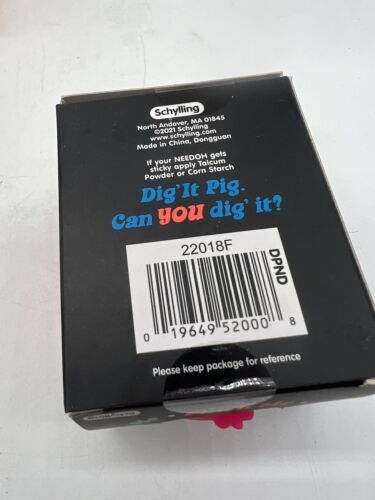 Schylling
North Andover, MA 01845
©2021 Schylling
www.schylling.com
Made in China, Dongguan
If your NEEDOH gets
sticky apply Talcum
Powder or Corn Starch
Dig' It Pig.
Can YOU dig' it?
22018F
DPND
0 19649 52000 8
Please keep package for reference
Schylling